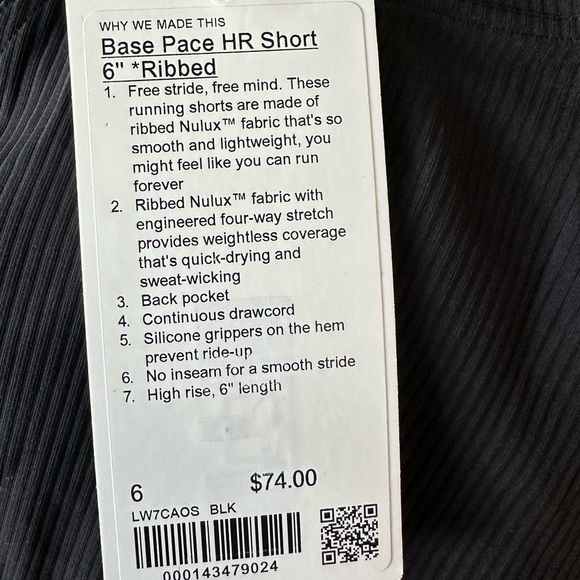 WHY WE MADE THIS
Base Pace HR Short
6" *Ribbed
1. Free stride, free mind. These
running shorts are made of
ribbed Nulux™ fabric that's so
smooth and lightweight, you
might feel like you can run
forever
2. Ribbed Nulux™ fabric with
engineered four-way stretch
provides weightless coverage
that's quick-drying and
sweat-wicking
3. Back pocket
4. Continuous drawcord
5. Silicone grippers on the hem
prevent ride-up
6. No inseam for a smooth stride
7. High rise, 6" length
6 $74.00
LW7CAOS BLK
000143479024